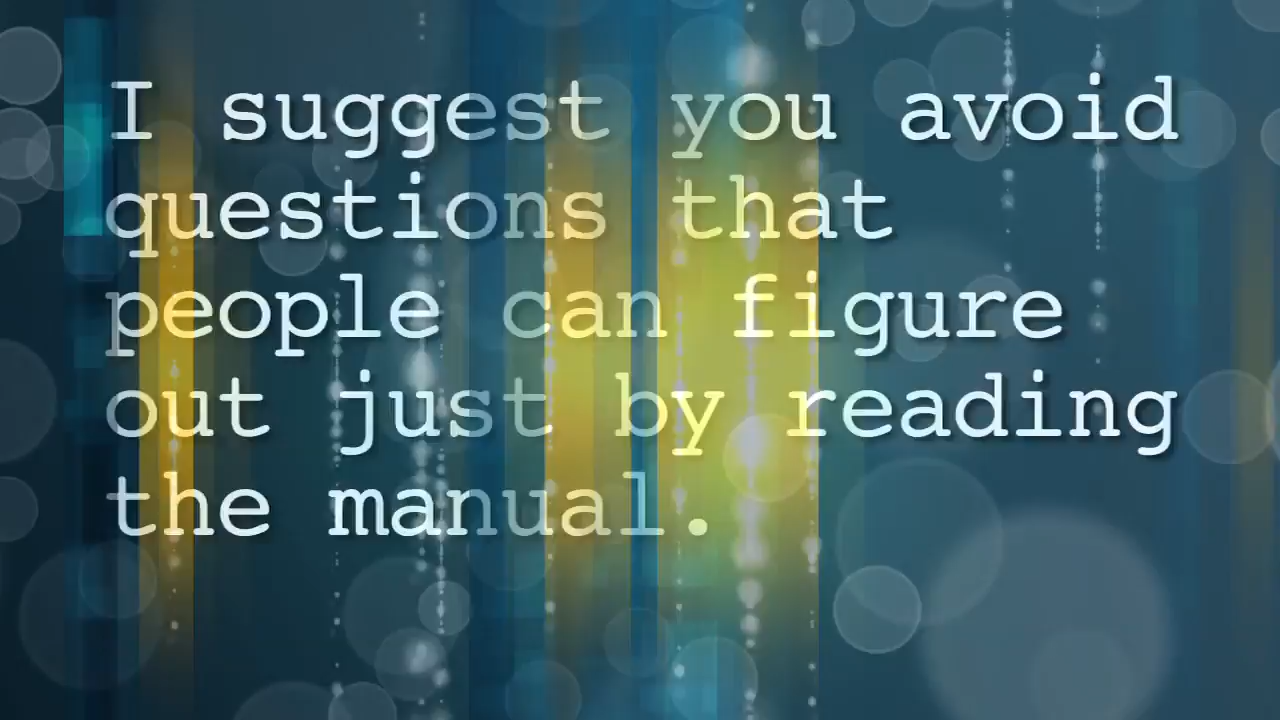 I suggest you avoid
questions that
people can figure
out just by reading
the manual.